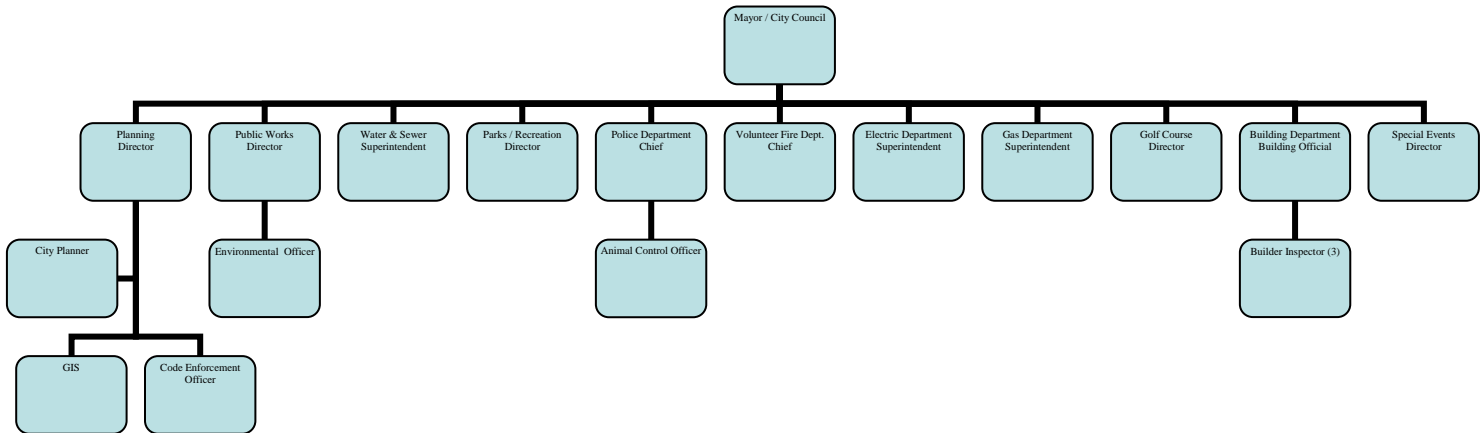 Mayor / City Council
Planning
Director
Public Works
Director
Water & Sewer
Superintendent
Parks / Recreation
Director
Police Department
Chief
Volunteer Fire Dept.
Chief
Electric Department
Superintendent
Gas Department
Superintendent
Golf Course
Director
Building Department
Building Official
Special Events
Director
City Planner
Environmental Officer
Animal Control Officer
Builder Inspector (3)
GIS
Code Enforcement
Officer